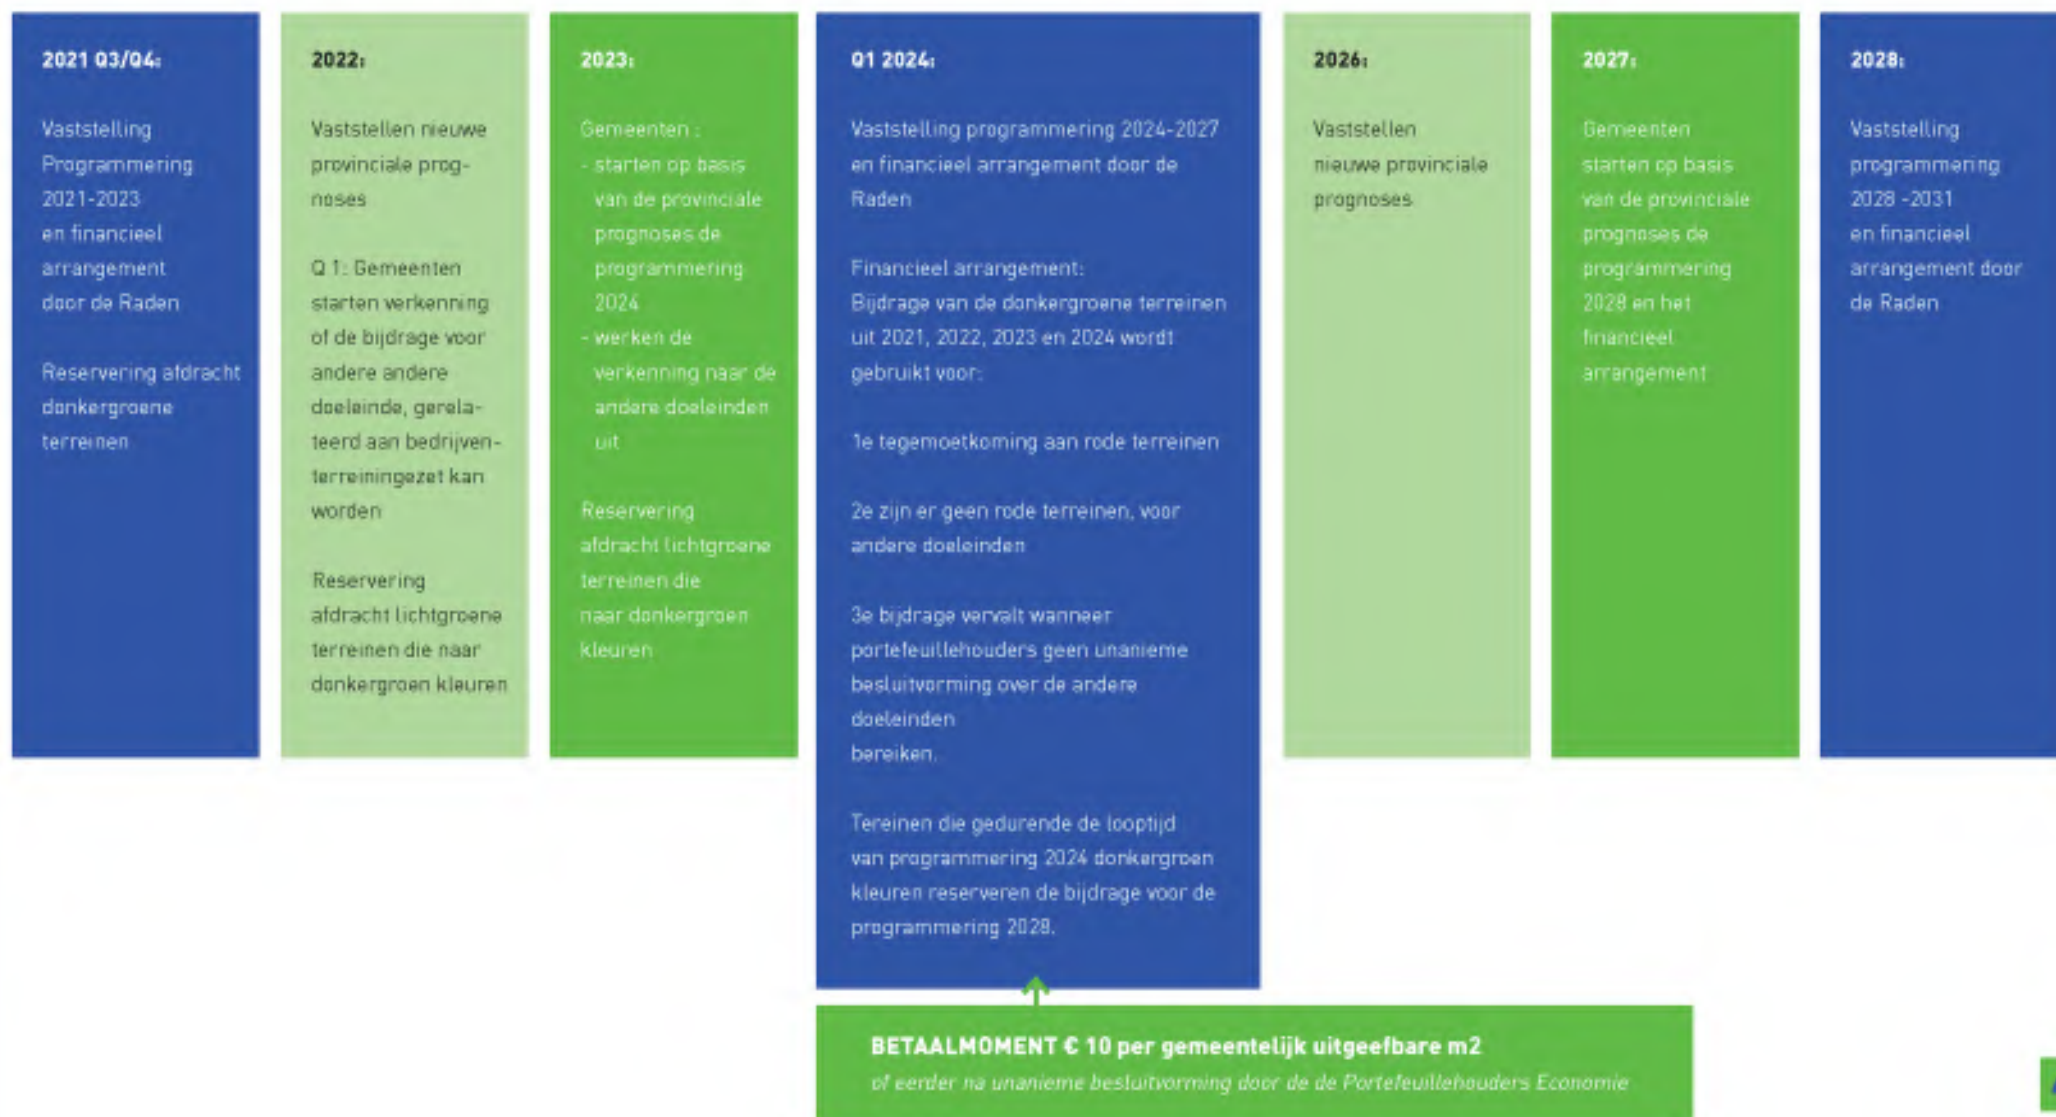 2021 Q3/Q4:
Vaststelling
Programmering
2021-2023
en financieel
arrangement
door de Raden
Reservering afdracht
donkergroene
terreinen
2022:
Vaststellen nieuwe
provinciale prog-
noses
Q 1: Gemeenten
starten verkenning
of de bijdrage voor
andere andere
doeleinde, gerela-
teerd aan bedrijven-
terreiningezet kan
worden
Reservering
afdracht lichtgroene
terreinen die naar
donkergroen kleuren
2023:
Gemeenten :
- starten op basis
van de provinciale
prognoses de
programmering
2024
- werken de
verkenning naar de
andere doeleinden
uit
Reservering
afdracht lichtgroene
terreinen die
naar donkergroen
kleuren
Q1 2024:
Vaststelling programmering 2024-2027
en financieel arrangement door de
Raden
Financieel arrangement:
Bijdrage van de donkergroene terreinen
uit 2021, 2022, 2023 en 2024 wordt
gebruikt voor:
1e tegemoetkoming aan rode terreinen
2e zijn er geen rode terreinen, voor
andere doeleinden
3e bijdrage vervalt wanneer
portefeuillehouders geen unanieme
besluitvorming over de andere
doeleinden
bereiken.
Tereinen die gedurende de looptijd
van programmering 2024 donkergroen
kleuren reserveren de bijdrage voor de
programmering 2028.
2026:
Vaststellen
nieuwe provinciale
prognoses
2027:
Gemeenten
starten op basis
van de provinciale
prognoses de
programmering
2028 en het
financieel
arrangement
2028:
Vaststelling
programmering
2028 -2031
en financieel
arrangement door
de Raden
BETAALMOMENT € 10 per gemeentelijk uitgeefbare m2
of eerder na unanieme besluitvorming door de de Portefeuillehouders Economie